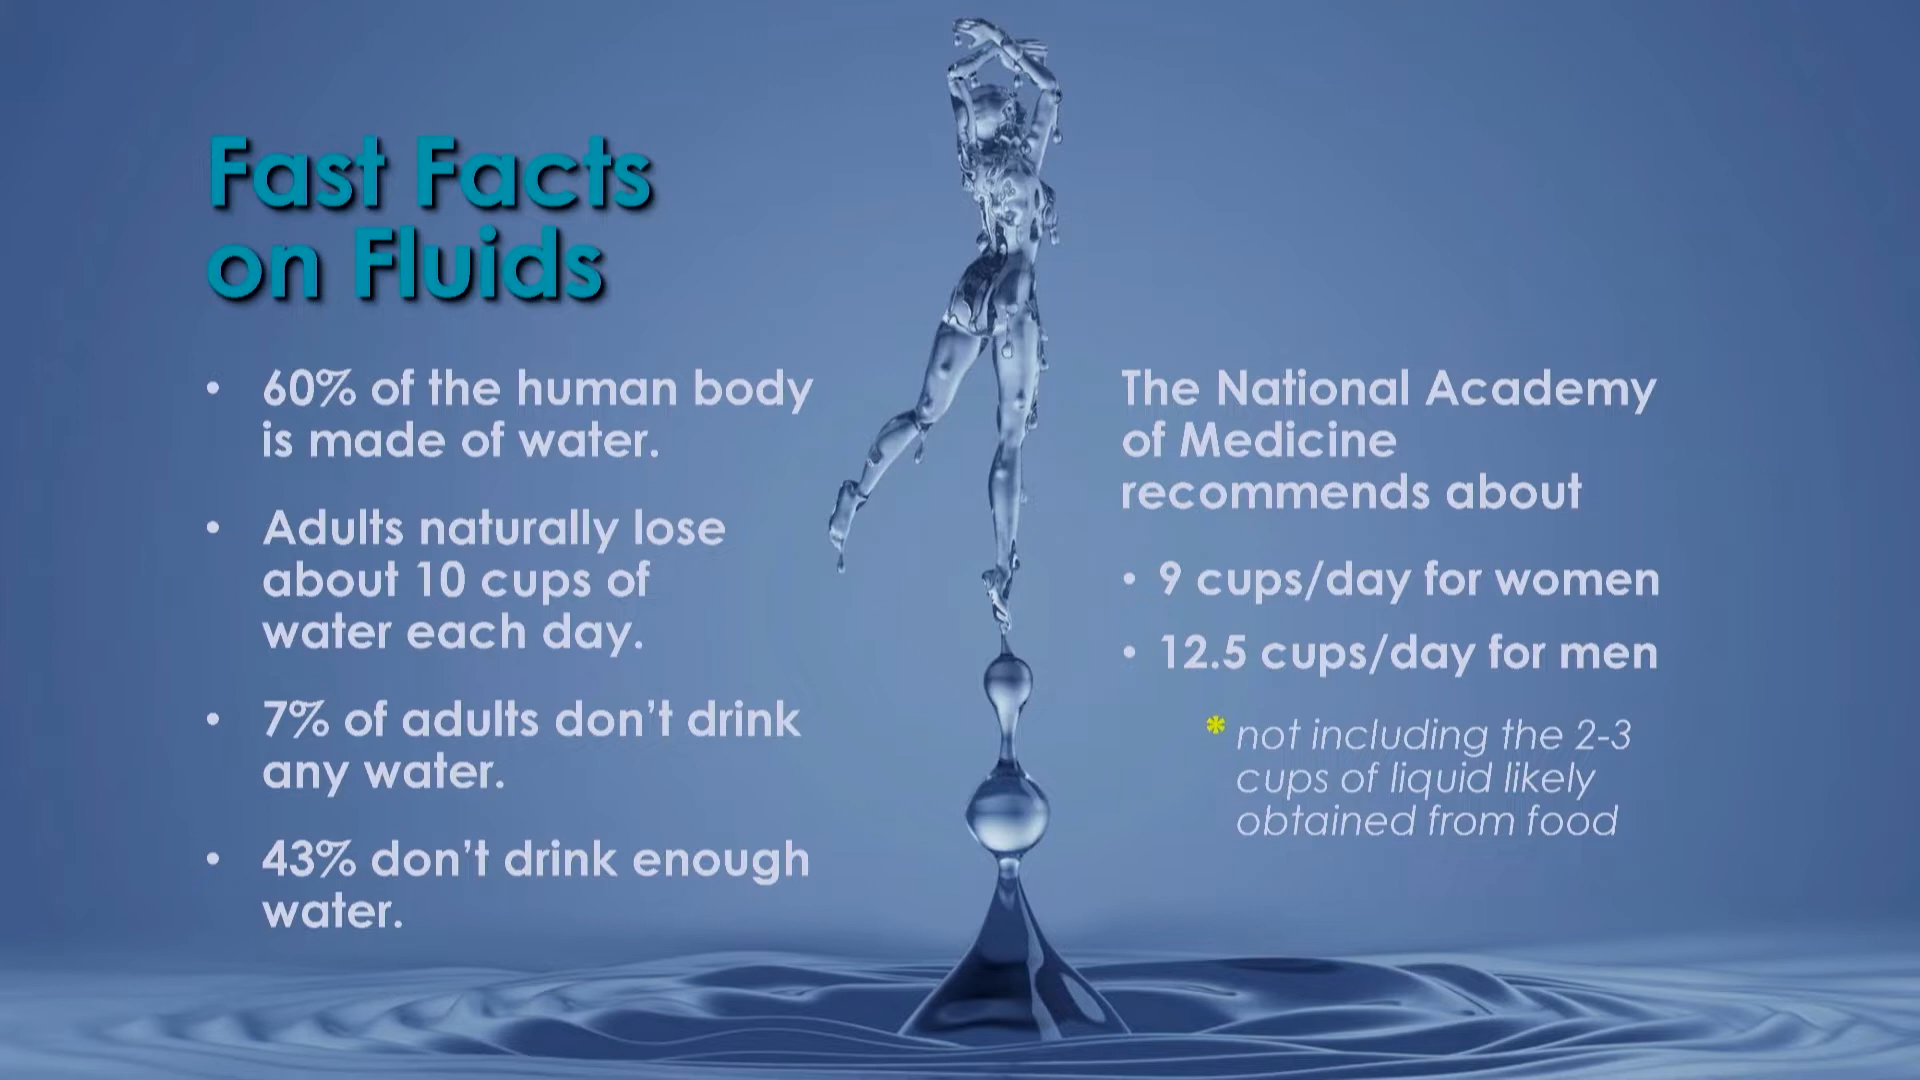 Fast Facts
on Fluids
• 60% of the human body
is made of water.
• Adults naturally lose
about 10 cups of
water each day.
• 7% of adults don't drink
any water.
• 43% don't drink enough
water.
The National Academy
of Medicine
recommends about
• 9 cups/day for women
• 12.5 cups/day for men
* not including the 2-3
cups of liquid likely
obtained from food